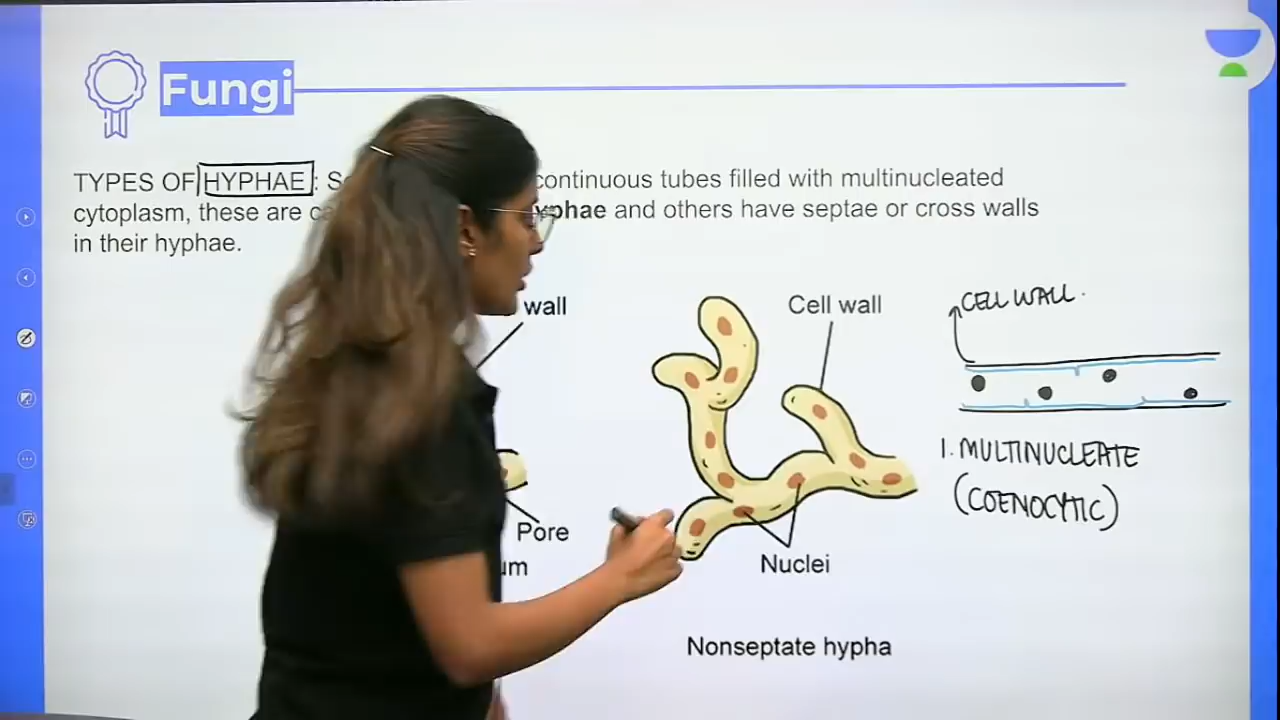 Fungi
TYPES OF HYPHAE : S continuous tubes filled with multinucleated
cytoplasm, these are ca yphae and others have septae or cross walls
in their hyphae.
wall
Cell wall
CELL WALL.
1. MULTINUCLEATE
(COENOCYTIC)
Pore
um
Nuclei
Nonseptate hypha